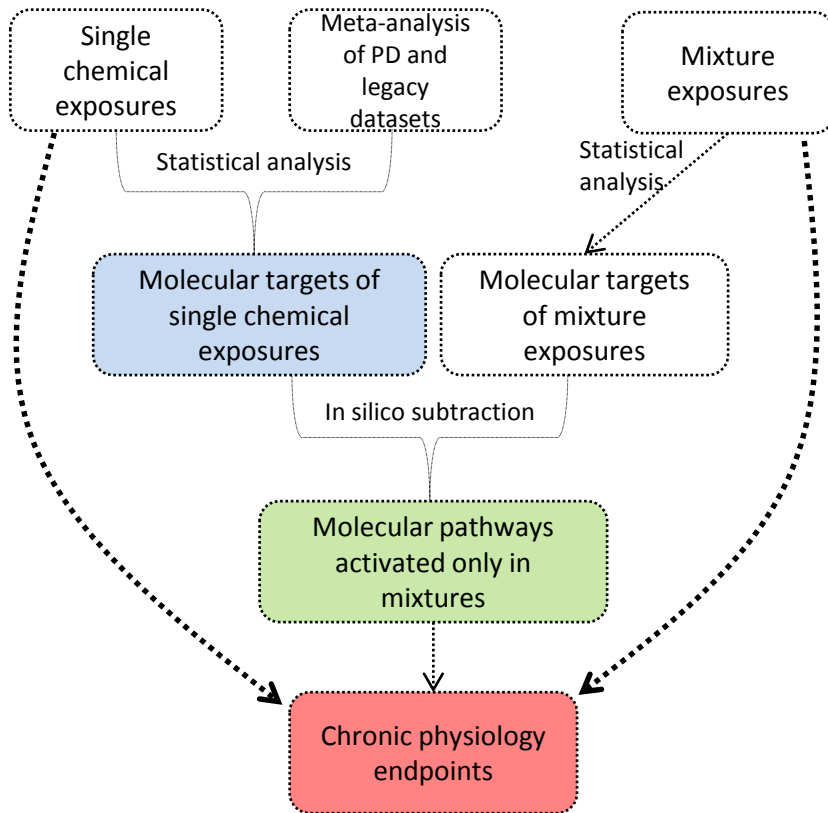 Single
chemical
exposures
Meta-analysis
of PD and
legacy
datasets
Mixture
exposures
Statistical analysis
Statistical
analysis
Molecular targets of
single chemical
exposures
Molecular targets
of mixture
exposures
In silico subtraction
Molecular pathways
activated only in
mixtures
Chronic physiology
endpoints